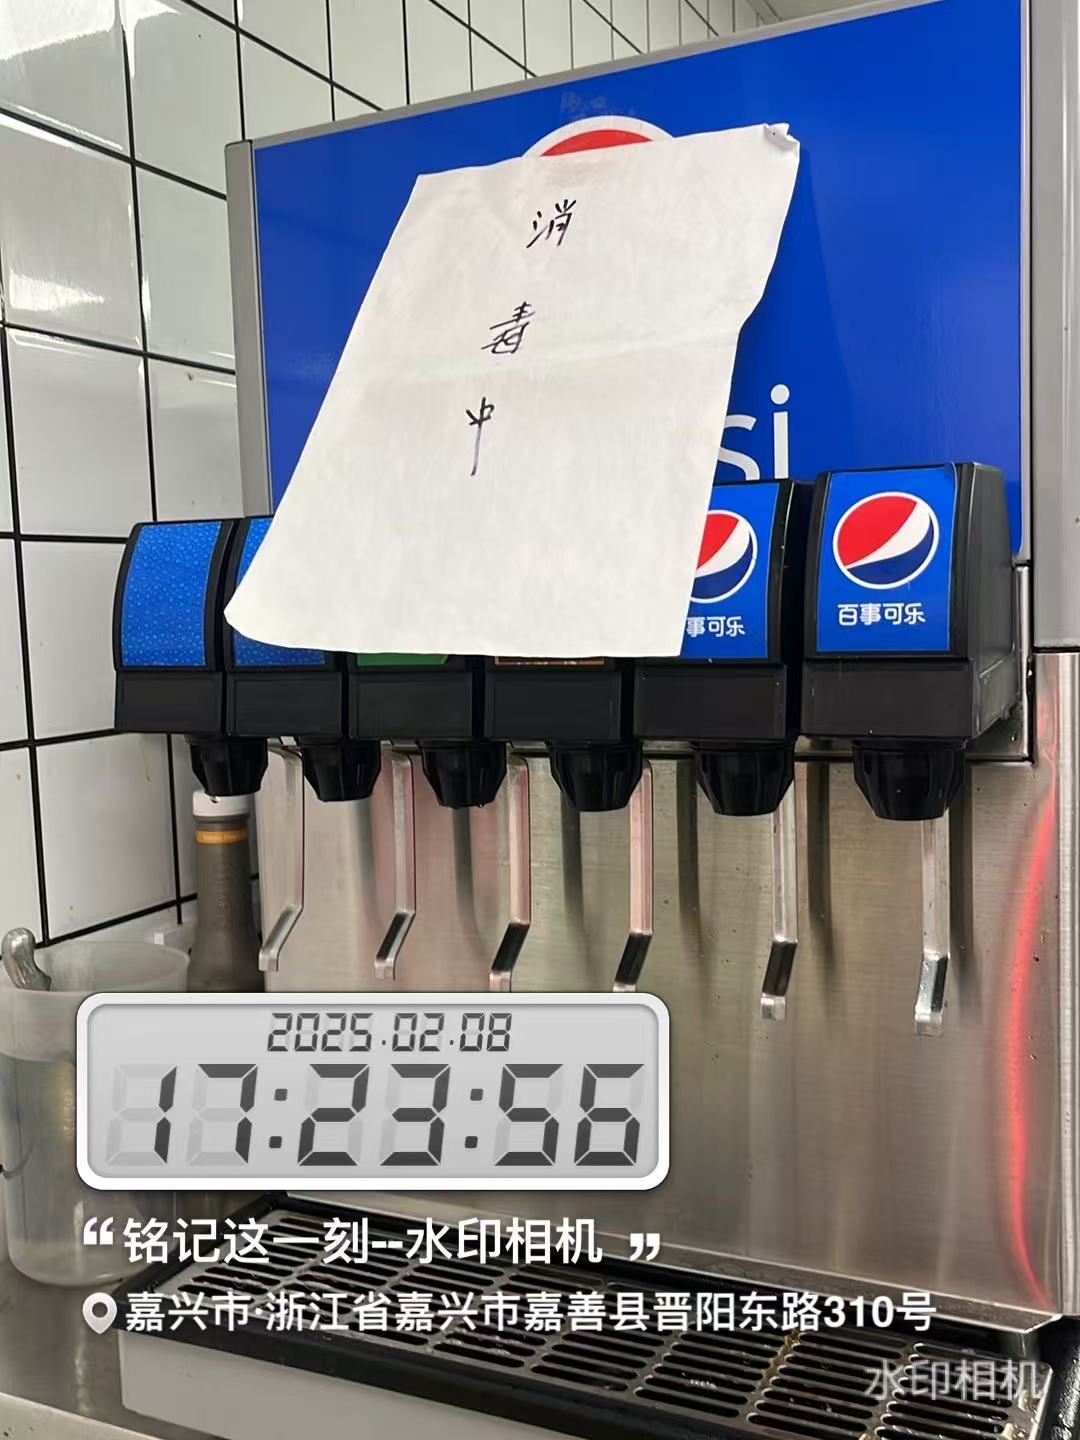 消
毒
中
si
事可乐
百事可乐
2025.02.08
17:23:56
“铭记这一刻--水印相机”
嘉兴市·浙江省嘉兴市嘉善县晋阳东路310号
水印相机